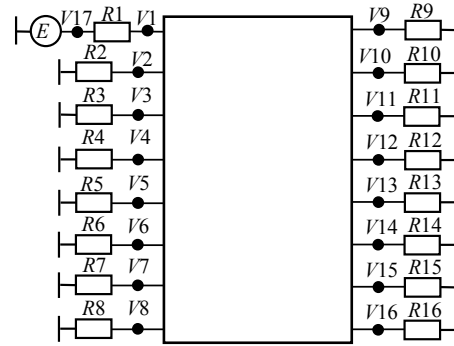 V17 R1 V1
E
R2 V2
R3 V3
R4 V4
R5 V5
R6 V6
R7 V7
R8 V8
V9 R9
V10 R10
V11 R11
V12 R12
V13 R13
V14 R14
V15 R15
V16 R16